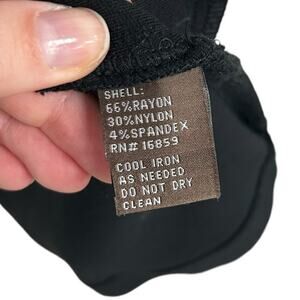 SHELL:
66%RAYON
30%NYLON
4%SPANDEX
RN# 16859
COOL IRON
AS NEEDED
DO NOT DRY
CLEAN